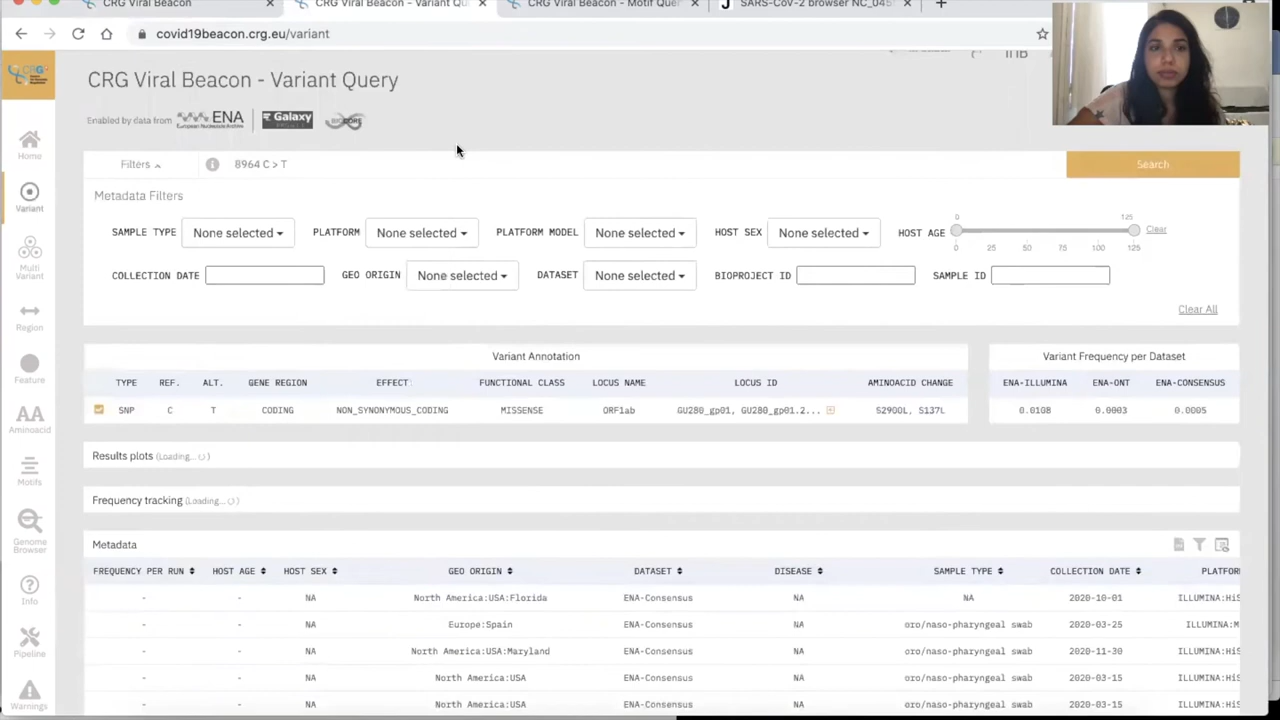 CRG Viral Beacon
CRG Viral Beacon - Variant Qu
CRG Viral Beacon - Motif Quer
SARS-CoV-2 browser NC_045
covid19beacon.crg.eu/variant
CRG
INB
CRG Viral Beacon - Variant Query
Enabled by data from
ENA
European Nucleotide Archive
Galaxy
BIOCORE
Home
Variant
Multi
Variant
Region
Feature
Aminoacid
Motifs
Genome
Browser
Info
Pipeline
Warnings
Filters
8964 C > T
Search
Metadata Filters
SAMPLE TYPE None selected PLATFORM None selected PLATFORM MODEL None selected HOST SEX None selected HOST AGE 0 125 Clear
0 25 50 75 100 125
COLLECTION DATE GEO ORIGIN None selected DATASET None selected BIOPROJECT ID SAMPLE ID
Clear All
Variant Annotation
TYPE REF. ALT. GENE REGION EFFECT FUNCTIONAL CLASS LOCUS NAME LOCUS ID AMINOACID CHANGE
SNP C T CODING NON_SYNONYMOUS_CODING MISSENSE ORF1ab GU280_gp01, GU280_gp01.2... S2900L, S137L
Variant Frequency per Dataset
ENA-ILLUMINA ENA-ONT ENA-CONSENSUS
0.0108 0.0003 0.0005
Results plots (Loading... )
Frequency tracking (Loading... )
Metadata
FREQUENCY PER RUN HOST AGE HOST SEX GEO ORIGIN DATASET DISEASE SAMPLE TYPE COLLECTION DATE PLATFORM
- - NA North America:USA:Florida ENA-Consensus NA NA 2020-10-01 ILLUMINA:HiS
- - NA Europe:Spain ENA-Consensus NA oro/naso-pharyngeal swab 2020-03-25 ILLUMINA:M
- - NA North America:USA:Maryland ENA-Consensus NA oro/naso-pharyngeal swab 2020-11-30 ILLUMINA:HiS
- - NA North America:USA ENA-Consensus NA oro/naso-pharyngeal swab 2020-03-15 ILLUMINA:HiS
- - NA North America:USA ENA-Consensus NA oro/naso-pharyngeal swab 2020-03-15 ILLUMINA:HiS